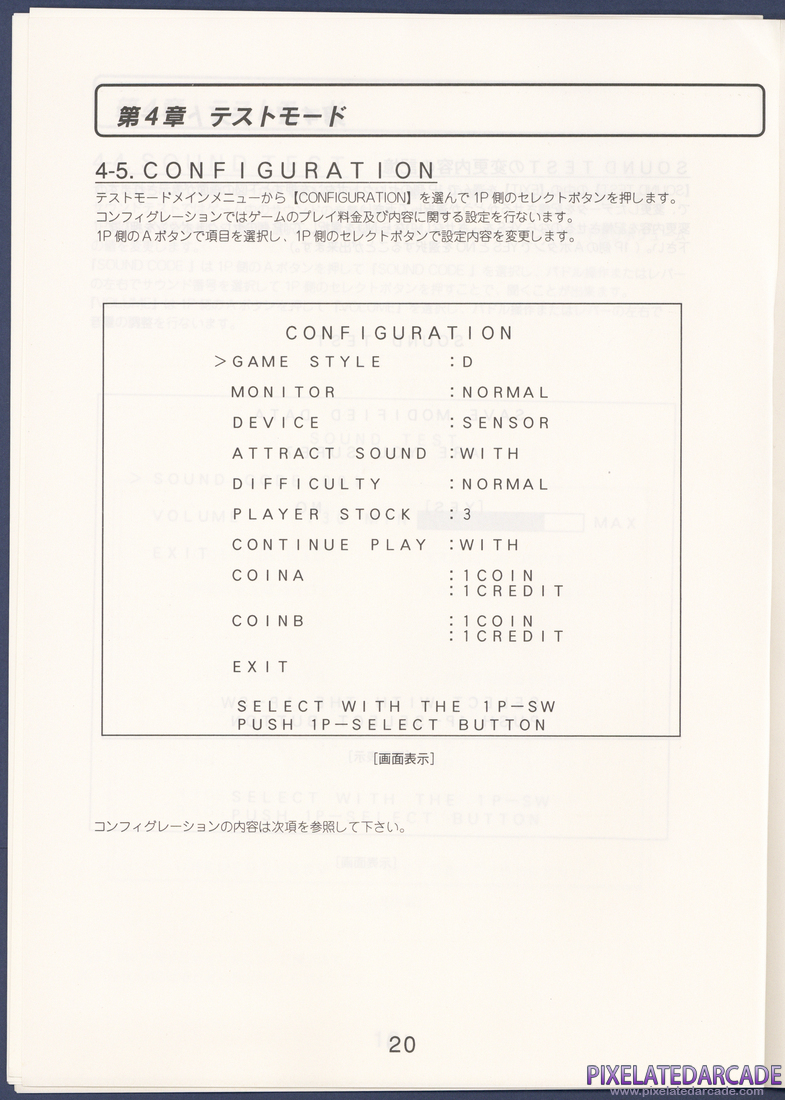 第4章 テストモード
4-5. CONFIGURATION
テストモードメインメニューから【CONFIGURATION】を選んで1P側のセレクトボタンを押します。
コンフィグレーションではゲームのプレイ料金及び内容に関する設定を行ないます。
1P側のAボタンで項目を選択し、1P側のセレクトボタンで設定内容を変更します。
CONFIGURATION
>GAME STYLE :D
MONITOR :NORMAL
DEVICE :SENSOR
ATTRACT SOUND :WITH
DIFFICULTY :NORMAL
PLAYER STOCK :3
CONTINUE PLAY :WITH
COINA :1COIN
:1CREDIT
COINB :1COIN
:1CREDIT
EXIT
SELECT WITH THE 1P—SW
PUSH 1P—SELECT BUTTON
[画面表示]
コンフィグレーションの内容は次項を参照して下さい。
20
PIXELATEDARCADE
www.pixelatedarcade.com